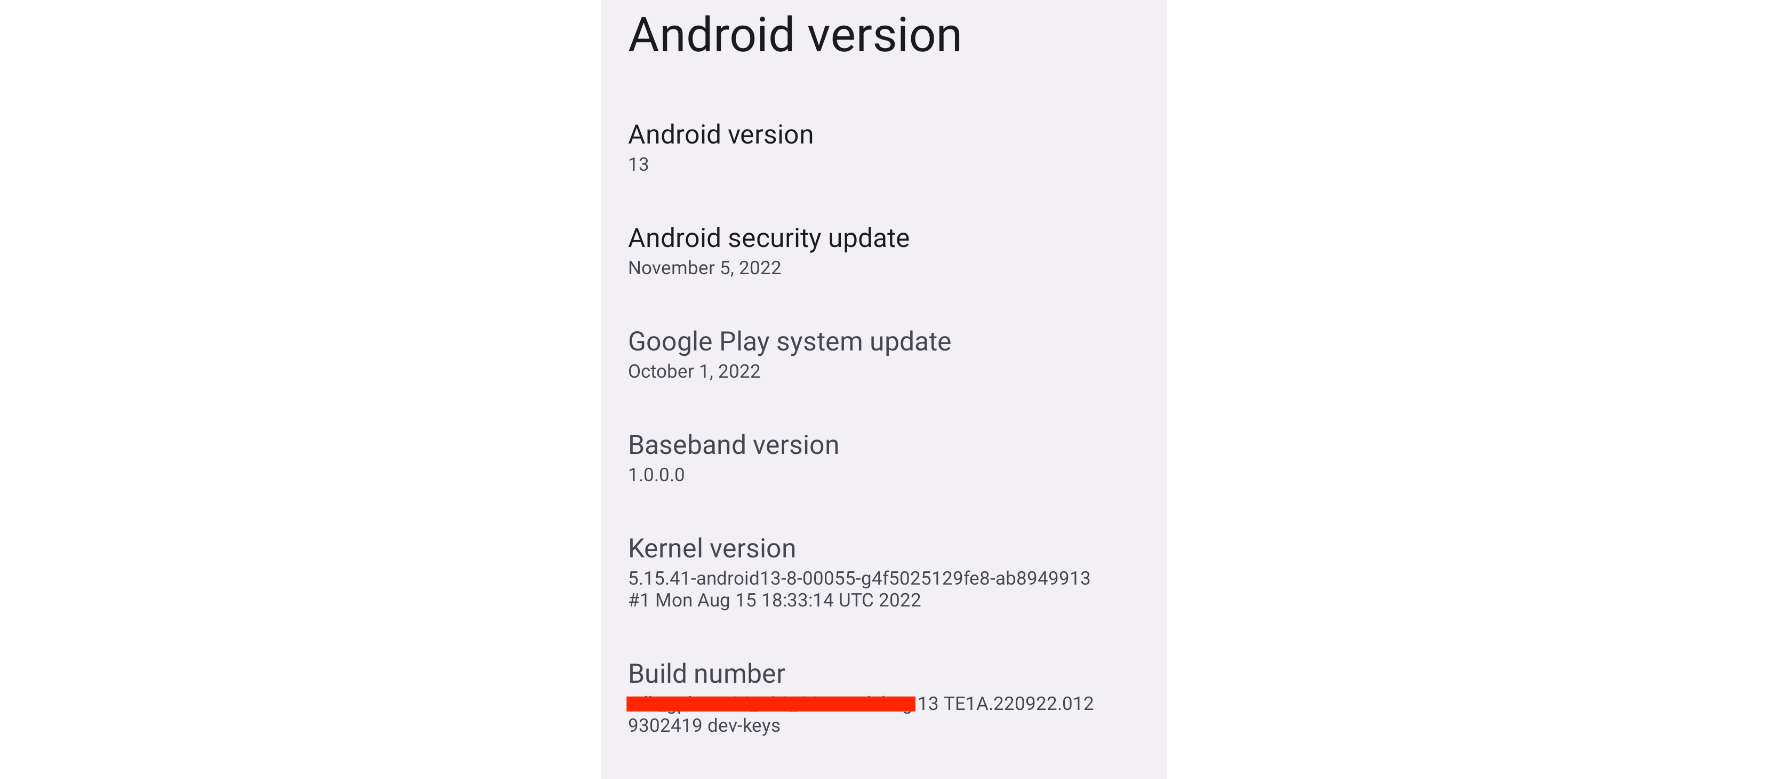 Android version
Android version
13
Android security update
November 5, 2022
Google Play system update
October 1, 2022
Baseband version
1.0.0.0
Kernel version
5.15.41-android13-8-00055-g4f5025129fe8-ab8949913
#1 Mon Aug 15 18:33:14 UTC 2022
Build number
13 TE1A.220922.012
9302419 dev-keys